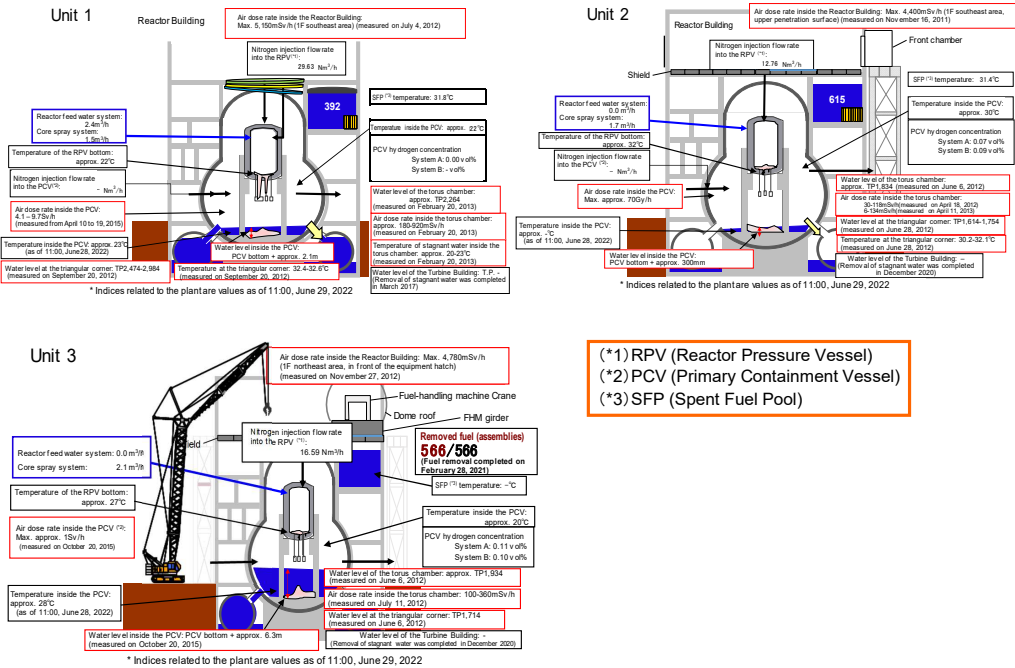 Unit 1
Reactor Building
Air dose rate inside the Reactor Building:
Max. 5,150mSv/h (1F southeast area) (measured on July 4, 2012)
Nitrogen injection flow rate
into the RPV(*1):
29.63 Nm³/h
392
SFP (*3) temperature: 31.8℃
Reactor feed water system:
2.4m³/h
Core spray system:
1.5m³/h
Temperature inside the PCV: approx. 22℃
PCV hydrogen concentration
System A: 0.00 vol%
System B: - vol%
Temperature of the RPV bottom:
approx. 22℃
Nitrogen injection flow rate
into the PCV(*2):
- Nm³/h
Water level of the torus chamber:
approx. TP2,264
(measured on February 20, 2013)
Air dose rate inside the PCV:
4.1 – 9.7Sv/h
(measured from April 10 to 19, 2015)
Air dose rate inside the torus chamber:
approx. 180-920mSv/h
(measured on February 20, 2013)
Temperature inside the PCV: approx. 23℃
(as of 11:00, June 28, 2022)
Water level inside the PCV:
PCV bottom + approx. 2.1m
Temperature of stagnant water inside the
torus chamber: approx. 20-23℃
(measured on February 20, 2013)
Water level at the triangular corner: TP2,474-2,984
(measured on September 20, 2012)
Temperature at the triangular corner: 32.4-32.6℃
(measured on September 20, 2012)
Water level of the Turbine Building: T.P. -
(Removal of stagnant water was completed
in March 2017)
* Indices related to the plant are values as of 11:00, June 29, 2022
Unit 2
Reactor Building
Air dose rate inside the Reactor Building: Max. 4,400mSv/h (1F southeast area,
upper penetration surface) (measured on November 16, 2011)
Front chamber
Nitrogen injection flow rate
into the RPV(*1):
12.76 Nm³/h
Shield
615
SFP (*3) temperature: 31.4℃
Reactor feed water system:
0.0 m³/h
Core spray system:
1.7 m³/h
Temperature inside the PCV:
approx. 30℃
PCV hydrogen concentration
System A: 0.07 vol%
System B: 0.09 vol%
Temperature of the RPV bottom:
approx. 32℃
Nitrogen injection flow rate
into the PCV (*2):
- Nm³/h
Water level of the torus chamber:
approx. TP1,834 (measured on June 6, 2012)
Air dose rate inside the PCV:
Max. approx. 70Gy/h
Air dose rate inside the torus chamber:
30-118mSv/h(measured on April 18, 2012)
6-134mSv/h(measured on April 11, 2013)
Temperature inside the PCV:
approx. -℃
(as of 11:00, June 28, 2022)
Water level at the triangular corner: TP1,614-1,754
(measured on June 28, 2012)
Temperature at the triangular corner: 30.2-32.1℃
(measured on June 28, 2012)
Water level inside the PCV:
PCV bottom + approx. 300mm
Water level of the Turbine Building: –
(Removal of stagnant water was completed
in December 2020)
* Indices related to the plant are values as of 11:00, June 29, 2022
Unit 3
Air dose rate inside the Reactor Building: Max. 4,780mSv/h
(1F northeast area, in front of the equipment hatch)
(measured on November 27, 2012)
Fuel-handling machine Crane
Dome roof
FHM girder
ield
Nitrogen injection flow rate
into the RPV (*1):
16.59 Nm³/h
Removed fuel (assemblies)
566/566
(Fuel removal completed on
February 28, 2021)
Reactor feed water system: 0.0 m³/h
Core spray system: 2.1 m³/h
SFP (*3) temperature: −℃
Temperature of the RPV bottom:
approx. 27℃
Temperature inside the PCV:
approx. 20℃
Air dose rate inside the PCV (*2):
Max. approx. 1Sv/h
(measured on October 20, 2015)
PCV hydrogen concentration
System A: 0.11 vol%
System B: 0.10 vol%
Water level of the torus chamber: approx. TP1,934
(measured on June 6, 2012)
Temperature inside the PCV:
approx. 28℃
(as of 11:00, June 28, 2022)
Air dose rate inside the torus chamber: 100-360mSv/h
(measured on July 11, 2012)
Water level at the triangular corner: TP1,714
(measured on June 6, 2012)
Water level inside the PCV: PCV bottom + approx. 6.3m
(measured on October 20, 2015)
Water level of the Turbine Building: -
(Removal of stagnant water was completed in December 2020)
* Indices related to the plant are values as of 11:00, June 29, 2022
(*1) RPV (Reactor Pressure Vessel)
(*2) PCV (Primary Containment Vessel)
(*3) SFP (Spent Fuel Pool)